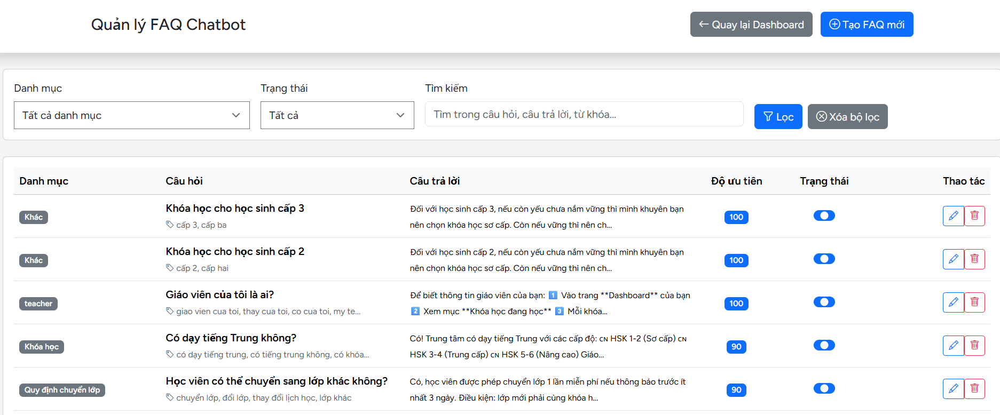 Quản lý FAQ Chatbot
← Quay lại Dashboard
Tạo FAQ mới
Danh mục
Trạng thái
Tìm kiếm
Tất cả danh mục
Tất cả
Tìm trong câu hỏi, câu trả lời, từ khóa...
Lọc
Xóa bộ lọc
Danh mục
Câu hỏi
Câu trả lời
Độ ưu tiên
Trạng thái
Thao tác
Khác
Khóa học cho học sinh cấp 3
cấp 3, cấp ba
Đối với học sinh cấp 3, nếu còn yếu chưa nắm vững thì mình khuyên bạn
nên chọn khóa học sơ cấp. Còn nếu vững thì nên ch...
100
Khác
Khóa học cho học sinh cấp 2
cấp 2, cấp hai
Đối với học sinh cấp 2, nếu còn yếu chưa nắm vững thì mình khuyên bạn
nên chọn khóa học sơ cấp. Còn nếu vững thì nên ch...
100
teacher
Giáo viên của tôi là ai?
giao vien cua toi, thay cua toi, co cua toi, my te...
Để biết thông tin giáo viên của bạn: 1️⃣ Vào trang **Dashboard** của bạn
2️⃣ Xem mục **Khóa học đang học** 3️⃣ Mỗi khóa...
100
Khóa học
Có dạy tiếng Trung không?
có dạy tiếng trung, có tiếng trung không, có khóa...
Có! Trung tâm có dạy tiếng Trung với các cấp độ: 🇨🇳 HSK 1-2 (Sơ cấp) 🇨🇳
HSK 3-4 (Trung cấp) 🇨🇳 HSK 5-6 (Nâng cao) Giáo...
90
Quy định chuyển lớp
Học viên có thể chuyển sang lớp khác không?
chuyển lớp, đổi lớp, thay đổi lịch học, lớp khác
Có, học viên được phép chuyển lớp 1 lần miễn phí nếu thông báo trước ít
nhất 3 ngày. Điều kiện: lớp mới phải cùng khóa h...
90